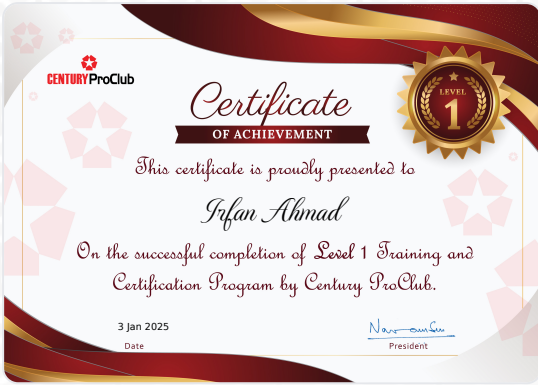 CENTURY ProClub
LEVEL
1
Certificate
OF ACHIEVEMENT
This certificate is proudly presented to
Irfan Ahmad
On the successful completion of Level 1 Training and
Certification Program by Century ProClub.
3 Jan 2025
Date
President